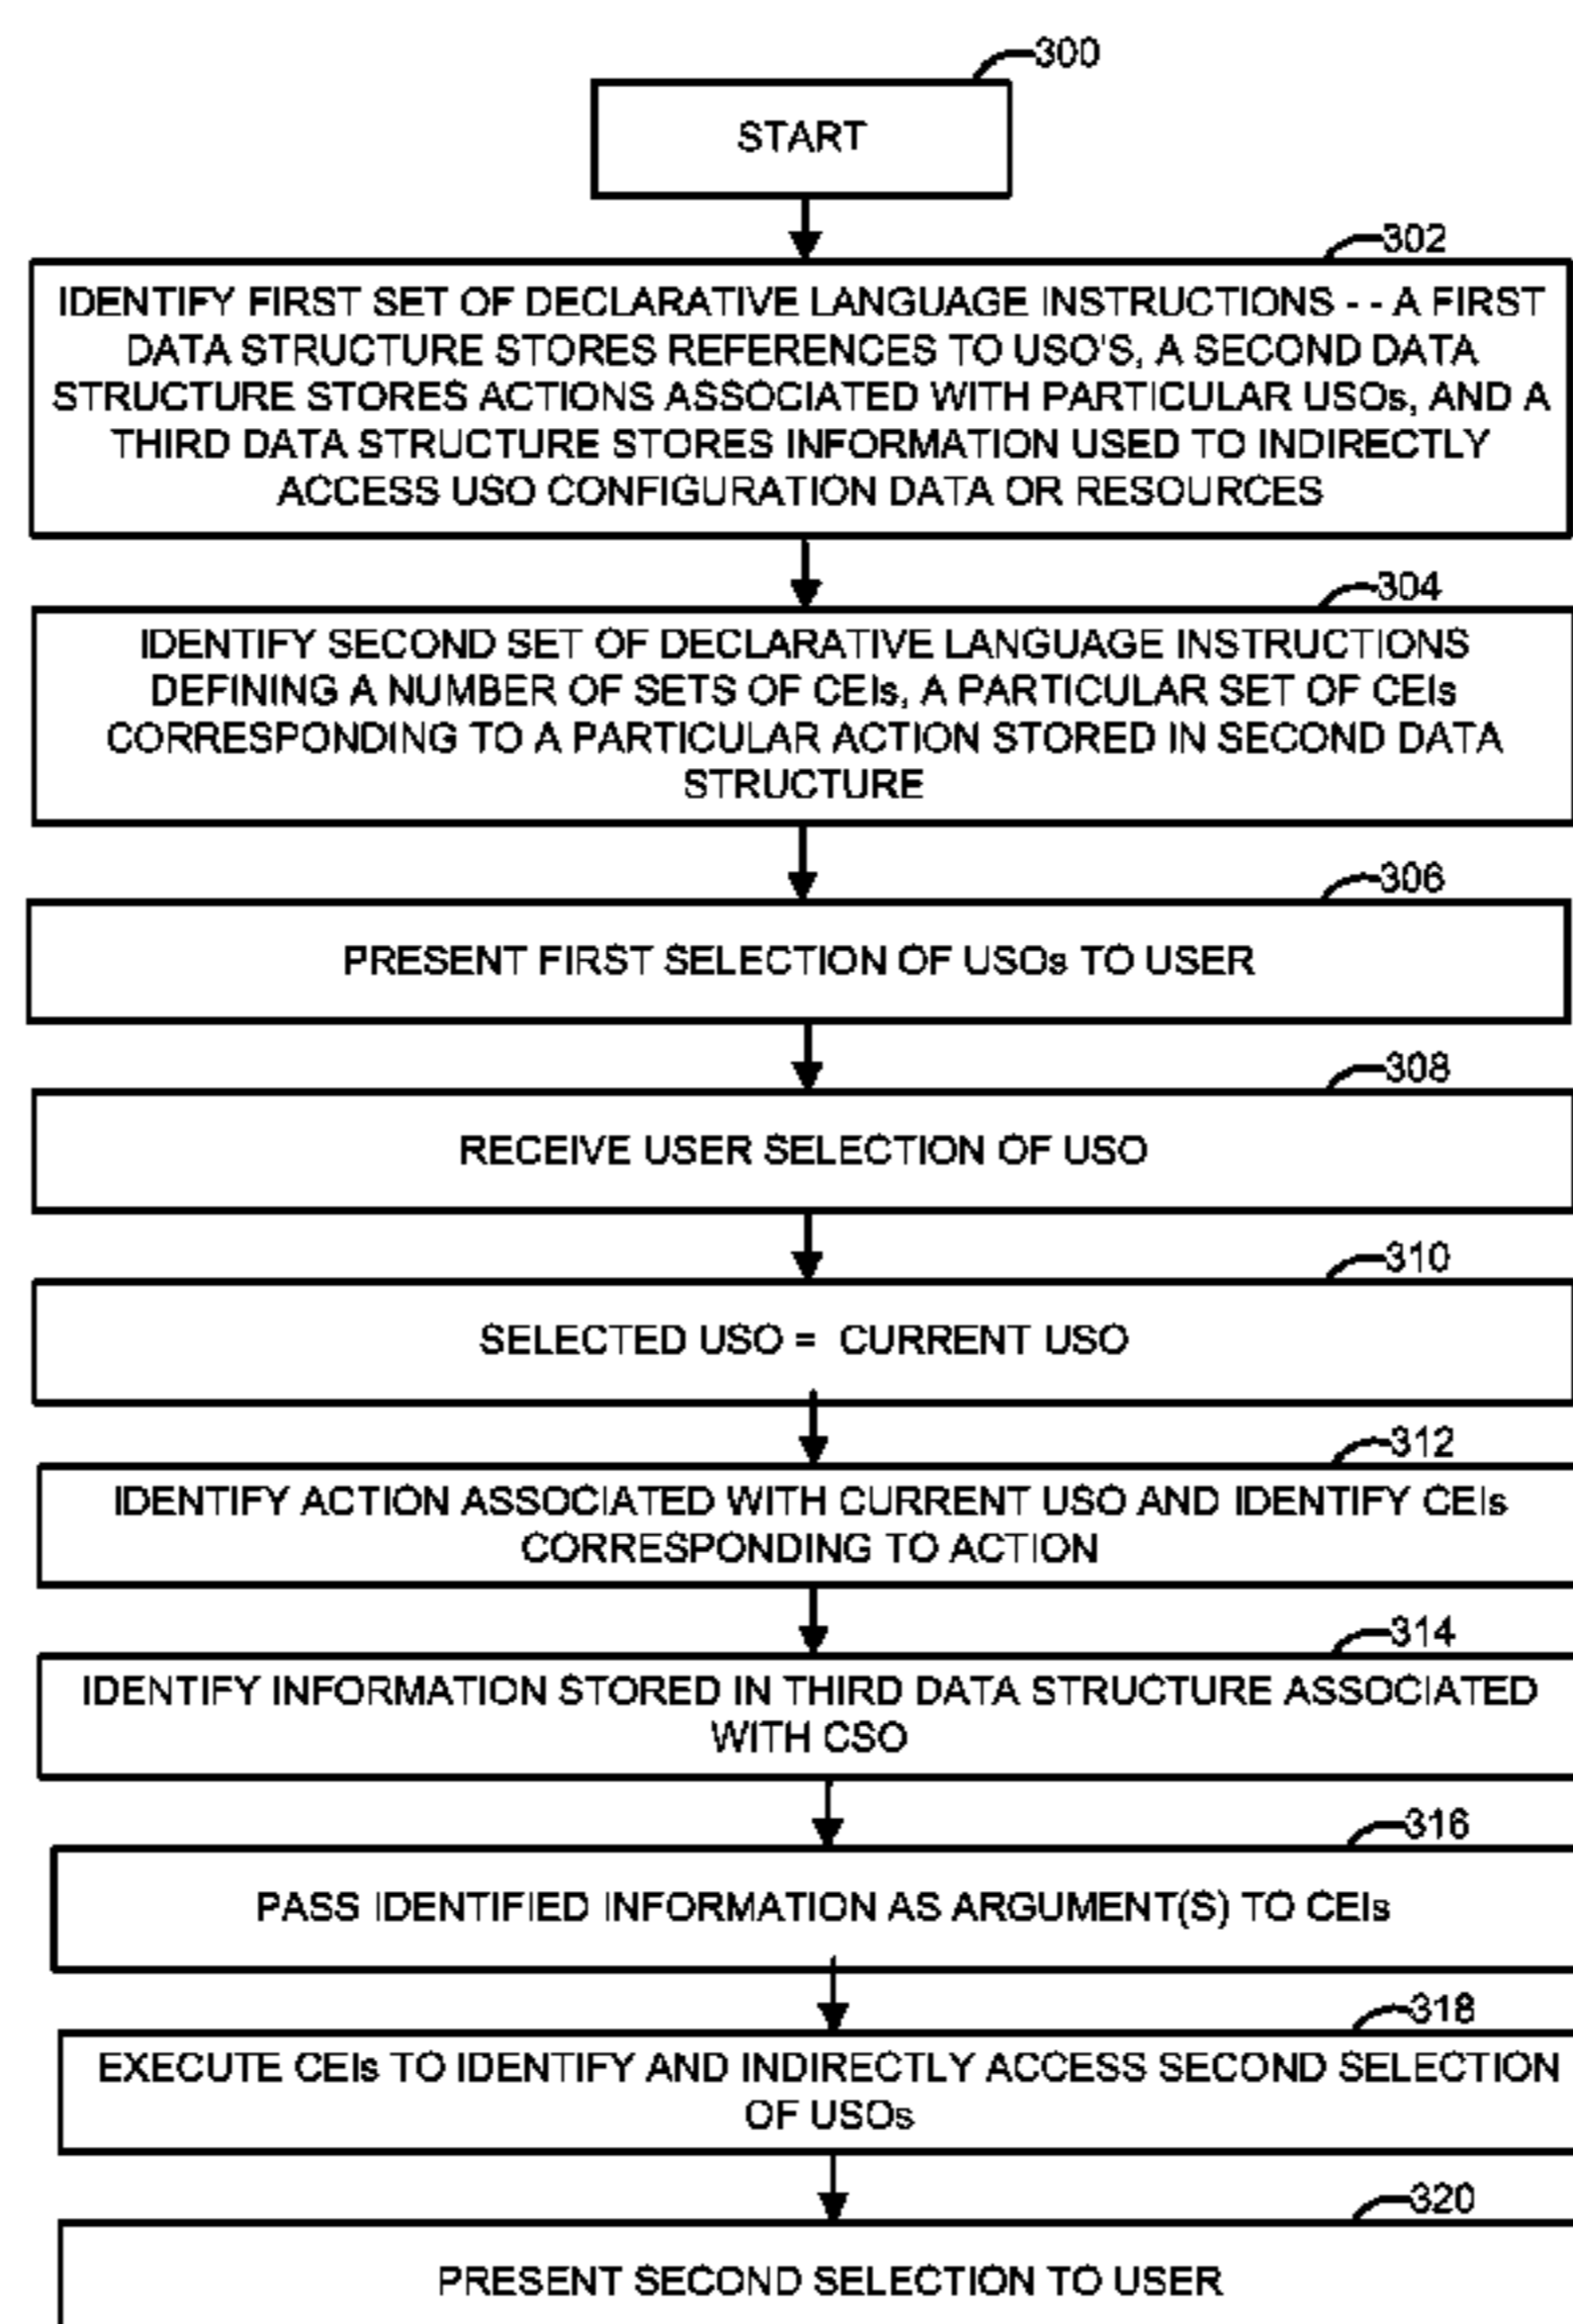 300
START
302
IDENTIFY FIRST SET OF DECLARATIVE LANGUAGE INSTRUCTIONS - - A FIRST
DATA STRUCTURE STORES REFERENCES TO USO'S, A SECOND DATA
STRUCTURE STORES ACTIONS ASSOCIATED WITH PARTICULAR USOs, AND A
THIRD DATA STRUCTURE STORES INFORMATION USED TO INDIRECTLY
ACCESS USO CONFIGURATION DATA OR RESOURCES
304
IDENTIFY SECOND SET OF DECLARATIVE LANGUAGE INSTRUCTIONS
DEFINING A NUMBER OF SETS OF CEIs, A PARTICULAR SET OF CEIs
CORRESPONDING TO A PARTICULAR ACTION STORED IN SECOND DATA
STRUCTURE
306
PRESENT FIRST SELECTION OF USOs TO USER
308
RECEIVE USER SELECTION OF USO
310
SELECTED USO = CURRENT USO
312
IDENTIFY ACTION ASSOCIATED WITH CURRENT USO AND IDENTIFY CEIs
CORRESPONDING TO ACTION
314
IDENTIFY INFORMATION STORED IN THIRD DATA STRUCTURE ASSOCIATED
WITH CSO
316
PASS IDENTIFIED INFORMATION AS ARGUMENT(S) TO CEIs
318
EXECUTE CEIs TO IDENTIFY AND INDIRECTLY ACCESS SECOND SELECTION
OF USOs
320
PRESENT SECOND SELECTION TO USER